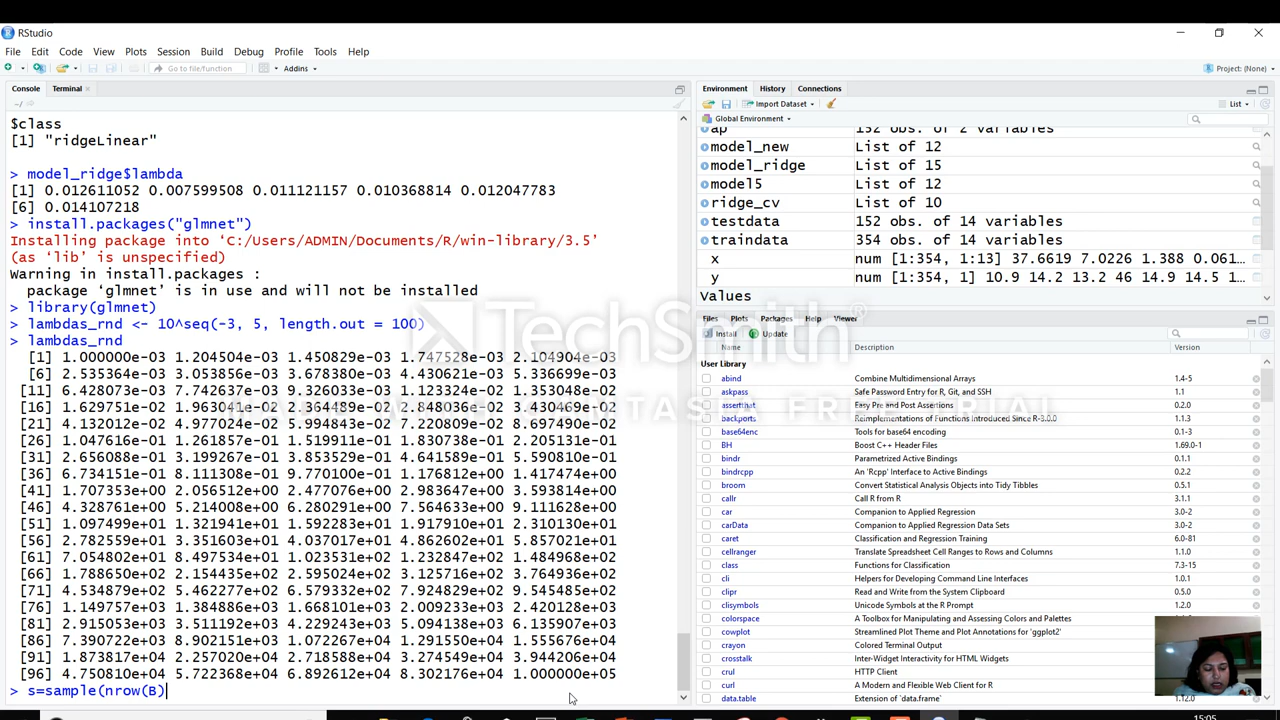 RStudio
File Edit Code View Plots Session Build Debug Profile Tools Help
Go to file/function Addins Project: (None)
Console Terminal
~/
$class
[1] "ridgeLinear"
> model_ridge$lambda
[1] 0.012611052 0.007599508 0.011121157 0.010368814 0.012047783
[6] 0.014107218
> install.packages("glmnet")
Installing package into ‘C:/Users/ADMIN/Documents/R/win-library/3.5’
(as ‘lib’ is unspecified)
Warning in install.packages :
package ‘glmnet’ is in use and will not be installed
> library(glmnet)
> lambdas_rnd <- 10^seq(-3, 5, length.out = 100)
> lambdas_rnd
[1] 1.000000e-03 1.204504e-03 1.450829e-03 1.747528e-03 2.104904e-03
[6] 2.535364e-03 3.053856e-03 3.678380e-03 4.430621e-03 5.336699e-03
[11] 6.428073e-03 7.742637e-03 9.326033e-03 1.123324e-02 1.353048e-02
[16] 1.629751e-02 1.963041e-02 2.364489e-02 2.848036e-02 3.430469e-02
[21] 4.132012e-02 4.977024e-02 5.994843e-02 7.220809e-02 8.697490e-02
[26] 1.047616e-01 1.261857e-01 1.519911e-01 1.830738e-01 2.205131e-01
[31] 2.656088e-01 3.199267e-01 3.853529e-01 4.641589e-01 5.590810e-01
[36] 6.734151e-01 8.111308e-01 9.770100e-01 1.176812e+00 1.417474e+00
[41] 1.707353e+00 2.056512e+00 2.477076e+00 2.983647e+00 3.593814e+00
[46] 4.328761e+00 5.214008e+00 6.280291e+00 7.564633e+00 9.111628e+00
[51] 1.097499e+01 1.321941e+01 1.592283e+01 1.917910e+01 2.310130e+01
[56] 2.782559e+01 3.351603e+01 4.037017e+01 4.862602e+01 5.857021e+01
[61] 7.054802e+01 8.497534e+01 1.023531e+02 1.232847e+02 1.484968e+02
[66] 1.788650e+02 2.154435e+02 2.595024e+02 3.125716e+02 3.764936e+02
[71] 4.534879e+02 5.462277e+02 6.579332e+02 7.924829e+02 9.545485e+02
[76] 1.149757e+03 1.384886e+03 1.668101e+03 2.009233e+03 2.420128e+03
[81] 2.915053e+03 3.511192e+03 4.229243e+03 5.094138e+03 6.135907e+03
[86] 7.390722e+03 8.902151e+03 1.072267e+04 1.291550e+04 1.555676e+04
[91] 1.873817e+04 2.257020e+04 2.718588e+04 3.274549e+04 3.944206e+04
[96] 4.750810e+04 5.722368e+04 6.892612e+04 8.302176e+04 1.000000e+05
> s=sample(nrow(B)
Environment History Connections
Import Dataset List
Global Environment
ap 152 obs. of 2 variables
model_new List of 12
model_ridge List of 15
model5 List of 12
ridge_cv List of 10
testdata 152 obs. of 14 variables
traindata 354 obs. of 14 variables
x num [1:354, 1:13] 37.6619 7.0226 1.388 0.061...
y num [1:354, 1] 10.9 14.2 13.2 46 14.9 14.5 1...
Values
Files Plots Packages Help Viewer
Install Update
Name Description Version
User Library
abind Combine Multidimensional Arrays 1.4-5
askpass Safe Password Entry for R, Git, and SSH 1.1
assertthat Easy Pre and Post Assertions 0.2.0
backports Reimplementations of Functions Introduced Since R-3.0.0 1.1.3
base64enc Tools for base64 encoding 0.1-3
BH Boost C++ Header Files 1.69.0-1
bindr Parametrized Active Bindings 0.1.1
bindrcpp An 'Rcpp' Interface to Active Bindings 0.2.2
broom Convert Statistical Analysis Objects into Tidy Tibbles 0.5.1
callr Call R from R 3.1.1
car Companion to Applied Regression 3.0-2
carData Companion to Applied Regression Data Sets 3.0-2
caret Classification and Regression Training 6.0-81
cellranger Translate Spreadsheet Cell Ranges to Rows and Columns 1.1.0
class Functions for Classification 7.3-15
cli Helpers for Developing Command Line Interfaces 1.0.1
clipr Read and Write from the System Clipboard 0.5.0
clisymbols Unicode Symbols at the R Prompt 1.2.0
colorspace A Toolbox for Manipulating and Assessing Colors and Palettes
cowplot Streamlined Plot Theme and Plot Annotations for 'ggplot2'
crayon Colored Terminal Output
crosstalk Inter-Widget Interactivity for HTML Widgets
crul HTTP Client
curl A Modern and Flexible Web Client for R
data.table Extension of `data.frame` 1.12.0
TechSmith®
15:05